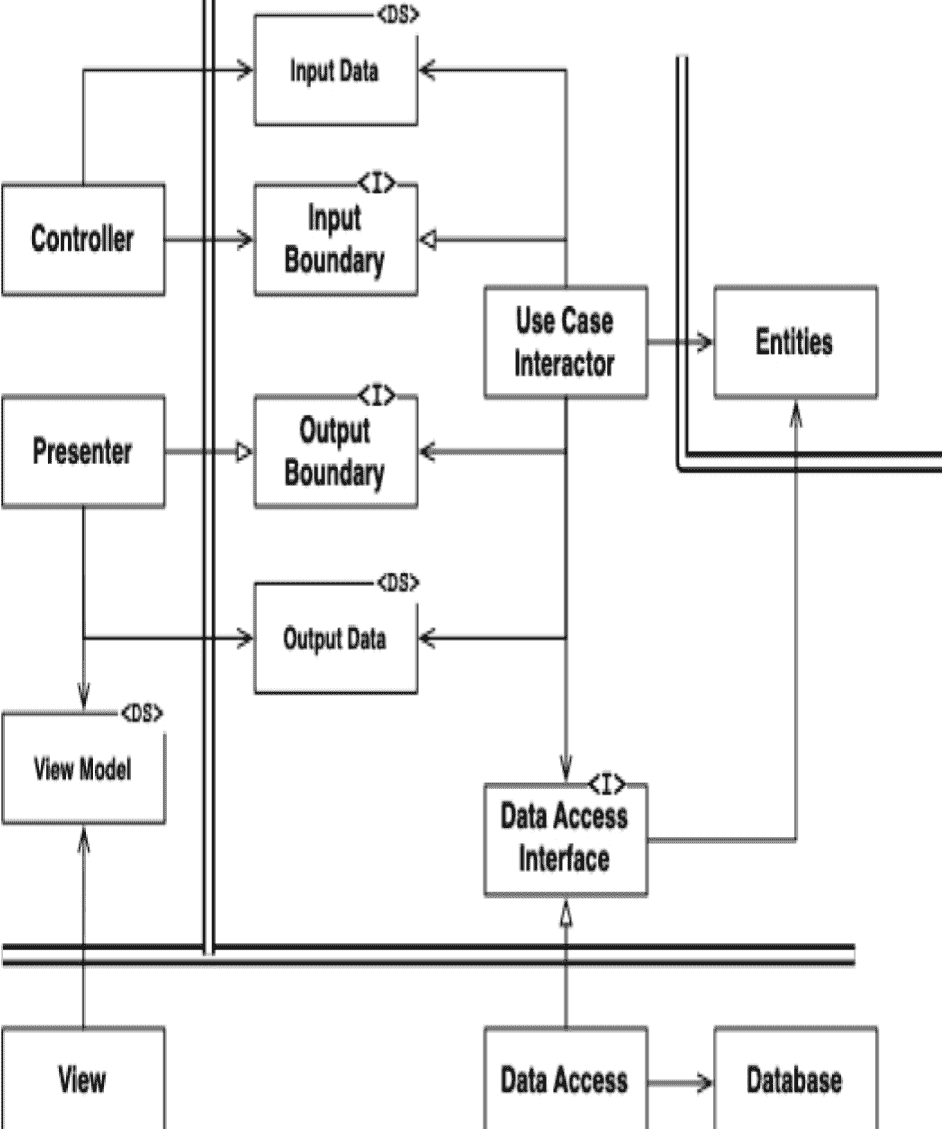 <DS>
Input Data
<I>
Controller
Input
Boundary
Use Case
Interactor
Entities
<I>
Presenter
Output
Boundary
<DS>
Output Data
<DS>
View Model
<I>
Data Access
Interface
View
Data Access
Database